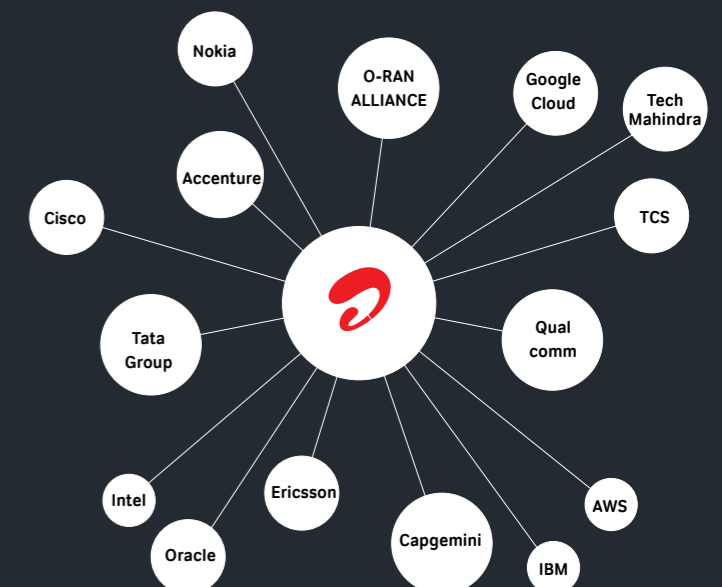 Nokia
O-RAN
ALLIANCE
Google
Cloud
Tech
Mahindra
Accenture
Cisco
TCS
Tata
Group
Qual
comm
Intel
Ericsson
AWS
Oracle
Capgemini
IBM